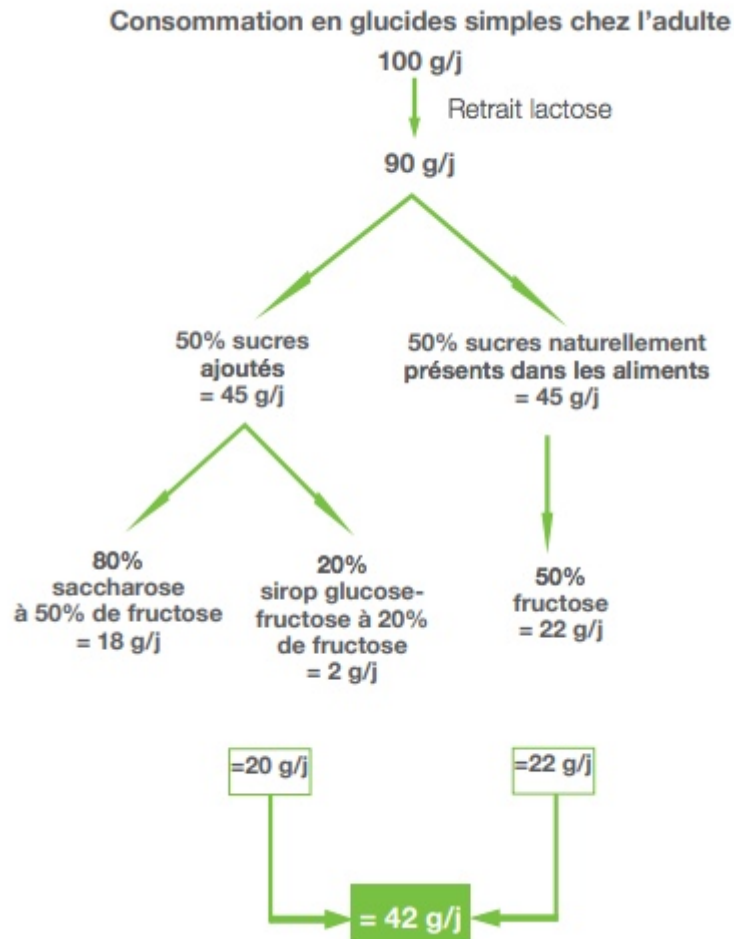 Consommation en glucides simples chez l'adulte
100 g/j
Retrait lactose
90 g/j
50% sucres
ajoutés
= 45 g/j
50% sucres naturellement
présents dans les aliments
= 45 g/j
80%
saccharose
à 50% de fructose
= 18 g/j
20%
sirop glucose-
fructose à 20%
de fructose
= 2 g/j
50%
fructose
= 22 g/j
=20 g/j
=22 g/j
= 42 g/j